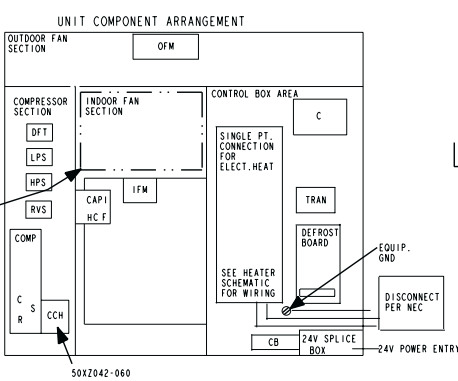 UNIT COMPONENT ARRANGEMENT
OUTDOOR FAN
SECTION
OFM
COMPRESSOR
SECTION
INDOOR FAN
SECTION
CONTROL BOX AREA
C
DFT
LPS
HPS
RVS
CAP1
HC F
IFM
SINGLE PT.
CONNECTION
FOR
ELECT.HEAT
TRAN
DEFROST
BOARD
COMP
C
S
R
CCH
SEE HEATER
SCHEMATIC
FOR WIRING
EQUIP.
GND
DISCONNECT
PER NEC
CB
24V SPLICE
BOX
24V POWER ENTRY
50XZ042-060